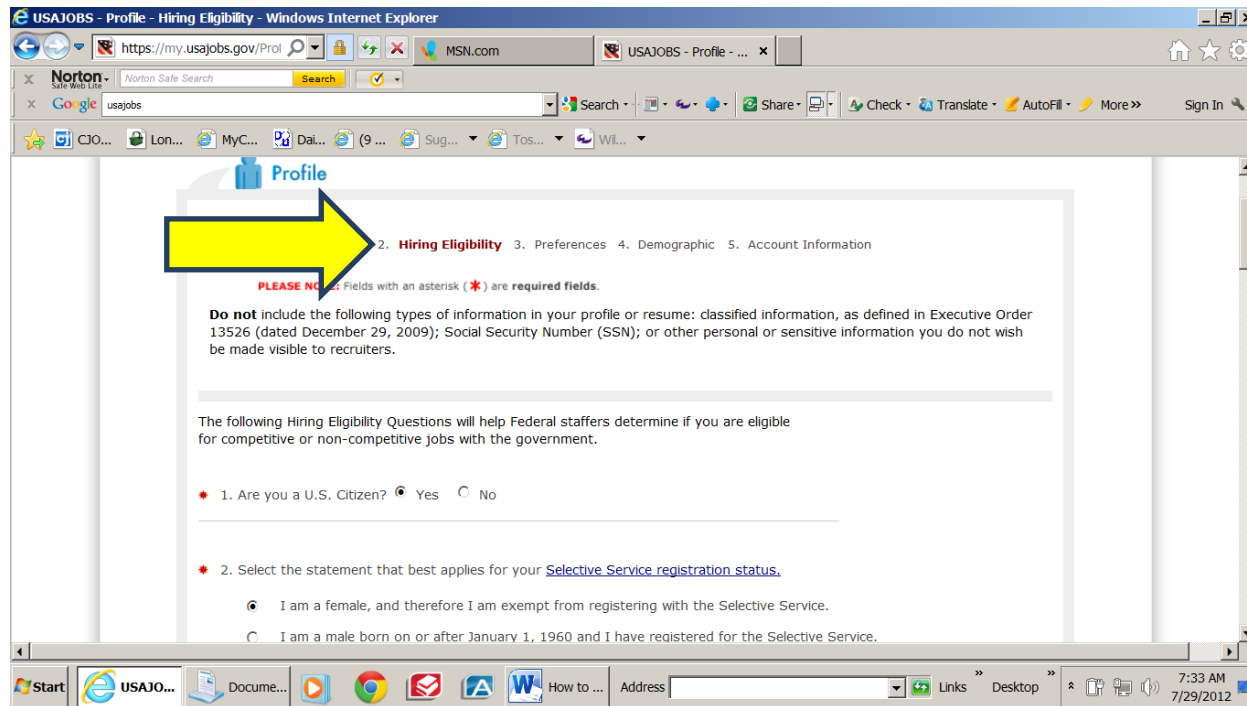 USAJOBS - Profile - Hiring Eligibility - Windows Internet Explorer
https://my.usajobs.gov/Prof MSN.com USAJOBS - Profile - ...
Norton Safe Web Lite Norton Safe Search Search
Google usajobs Search Share Check Translate AutoFill More >> Sign In
CJO... Lon... MyC... Dai... (9 ... Sug... Tos... Wil...
Profile
2. Hiring Eligibility 3. Preferences 4. Demographic 5. Account Information
PLEASE Fields with an asterisk (*) are required fields.
Do not include the following types of information in your profile or resume: classified information, as defined in Executive Order
13526 (dated December 29, 2009); Social Security Number (SSN); or other personal or sensitive information you do not wish
be made visible to recruiters.
The following Hiring Eligibility Questions will help Federal staffers determine if you are eligible
for competitive or non-competitive jobs with the government.
* 1. Are you a U.S. Citizen? Yes No
* 2. Select the statement that best applies for your Selective Service registration status.
I am a female, and therefore I am exempt from registering with the Selective Service.
I am a male born on or after January 1, 1960 and I have registered for the Selective Service.
Start USAJO... Docume... How to ... Address Links >> Desktop >> 7:33 AM
7/29/2012